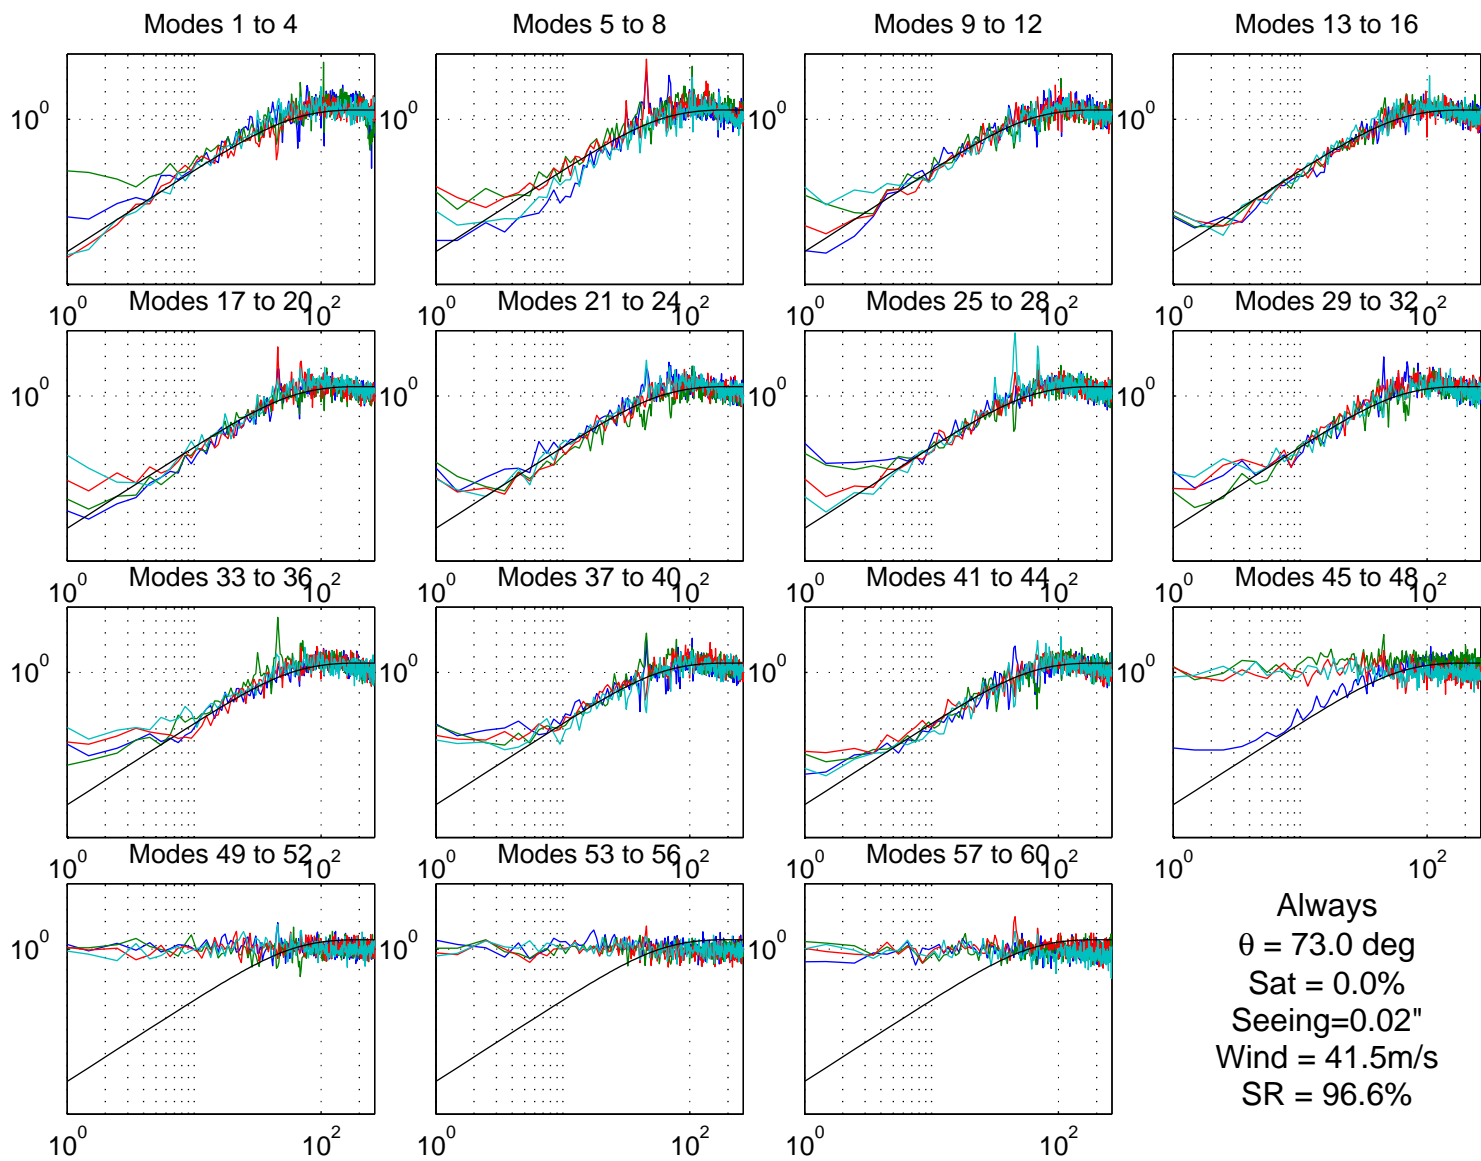 Modes 1 to 4
Modes 5 to 8
Modes 9 to 12
Modes 13 to 16
10^0
10^0
10^0
10^0
10^0
10^2
10^0
10^2
10^0
10^2
10^0
10^2
Modes 17 to 20
Modes 21 to 24
Modes 25 to 28
Modes 29 to 32
10^0
10^0
10^0
10^0
10^0
10^2
10^0
10^2
10^0
10^2
10^0
10^2
Modes 33 to 36
Modes 37 to 40
Modes 41 to 44
Modes 45 to 48
10^0
10^0
10^0
10^0
10^0
10^2
10^0
10^2
10^0
10^2
10^0
10^2
Modes 49 to 52
Modes 53 to 56
Modes 57 to 60
10^0
10^0
10^0
10^0
10^2
10^0
10^2
10^0
10^2
Always
θ = 73.0 deg
Sat = 0.0%
Seeing=0.02"
Wind = 41.5m/s
SR = 96.6%